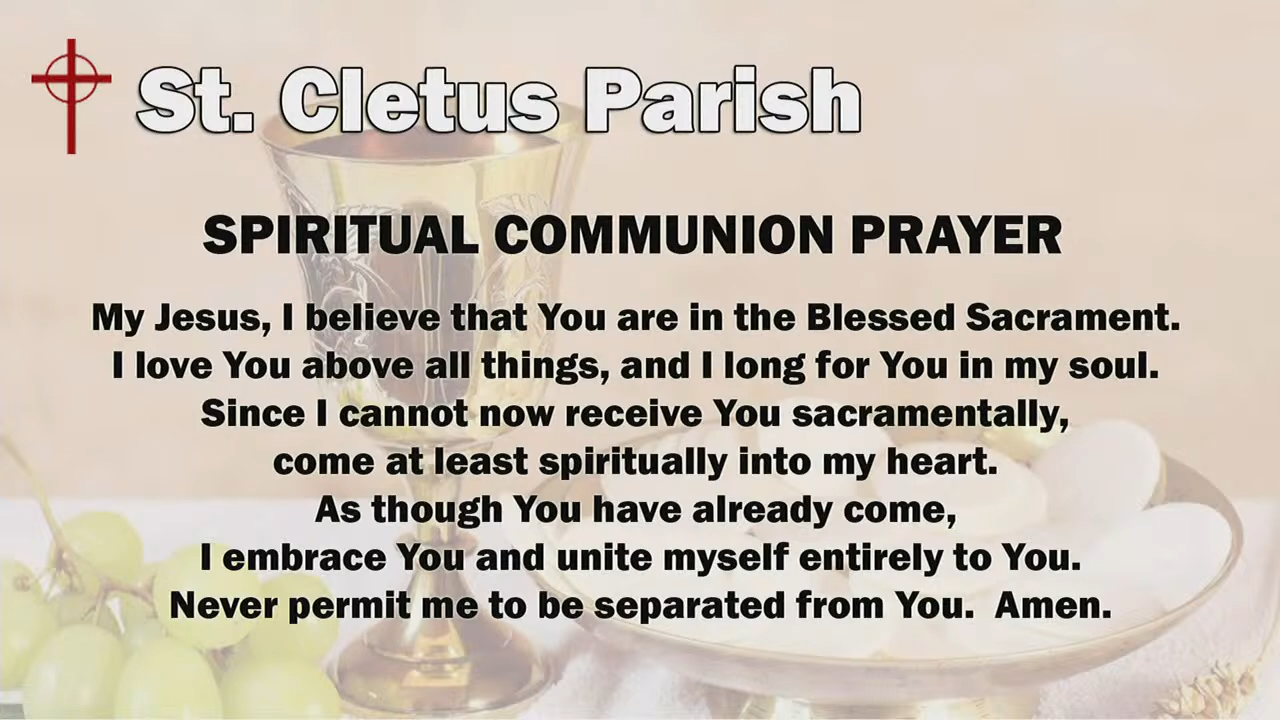 St. Cletus Parish
SPIRITUAL COMMUNION PRAYER
My Jesus, I believe that You are in the Blessed Sacrament.
I love You above all things, and I long for You in my soul.
Since I cannot now receive You sacramentally,
come at least spiritually into my heart.
As though You have already come,
I embrace You and unite myself entirely to You.
Never permit me to be separated from You.  Amen.